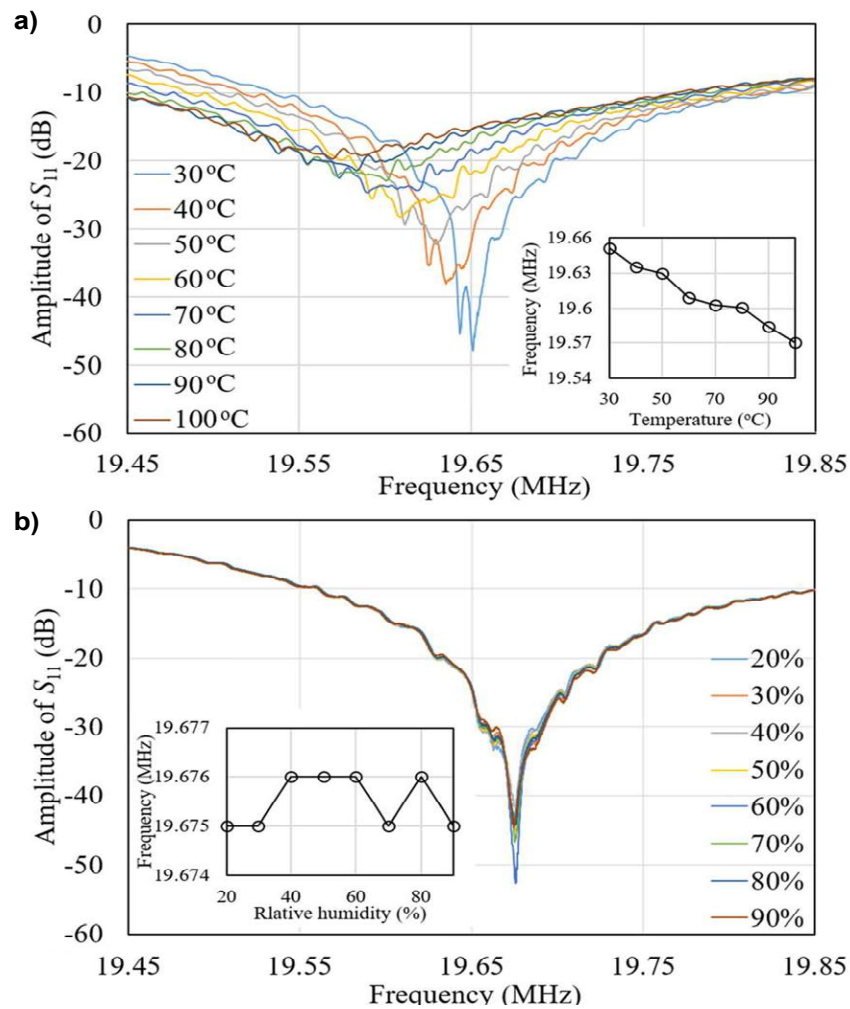 a)
0
-10
-20
-30
-40
-50
-60
Amplitude of S11 (dB)
30 °C
40 °C
50 °C
60 °C
70 °C
80 °C
90 °C
100 °C
19.66
19.63
19.6
19.57
19.54
Frequency (MHz)
30 50 70 90
Temperature (°C)
19.45 19.55 19.65 19.75 19.85
Frequency (MHz)
b)
0
-10
-20
-30
-40
-50
-60
Amplitude of S11 (dB)
20%
30%
40%
50%
60%
70%
80%
90%
19.677
19.676
19.675
19.674
Frequency (MHz)
20 40 60 80
Rlative humidity (%)
19.45 19.55 19.65 19.75 19.85
Frequency (MHz)